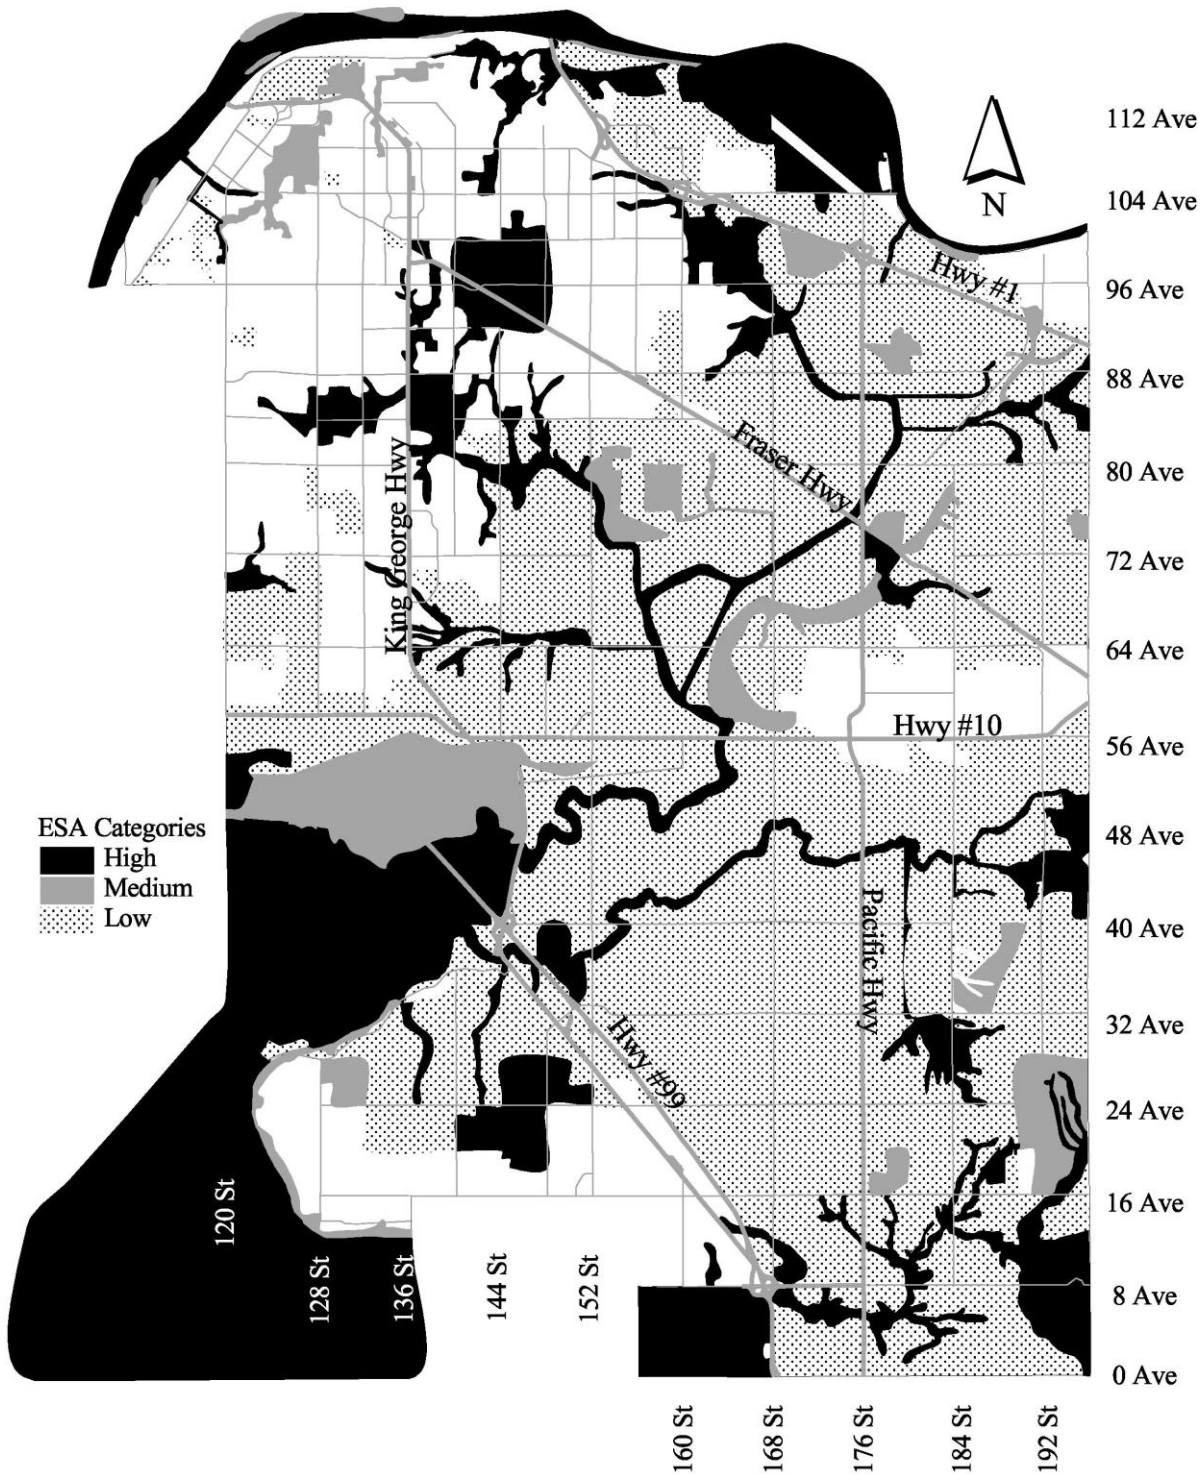 112 Ave
104 Ave
N
Hwy #1
96 Ave
88 Ave
King George Hwy
Fraser Hwy
80 Ave
72 Ave
64 Ave
Hwy #10
56 Ave
ESA Categories
High
Medium
Low
48 Ave
Pacific Hwy
40 Ave
Hwy #99
32 Ave
24 Ave
16 Ave
8 Ave
0 Ave
120 St
128 St
136 St
144 St
152 St
160 St
168 St
176 St
184 St
192 St